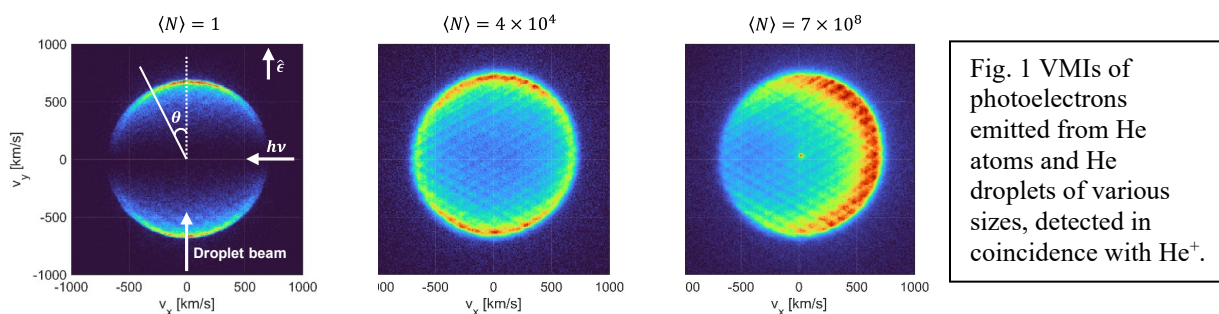 ⟨N⟩ = 1
⟨N⟩ = 4 × 10⁴
⟨N⟩ = 7 × 10⁸
1000
500
0
-500
-1000
v_y [km/s]
ε̂
θ
hν
Droplet beam
-1000 -500 0 500 1000
v_x [km/s]
00 -500 0 500 1000
v_x [km/s]
00 -500 0 500 1000
v_x [km/s]
Fig. 1 VMIs of
photoelectrons
emitted from He
atoms and He
droplets of various
sizes, detected in
coincidence with He⁺.